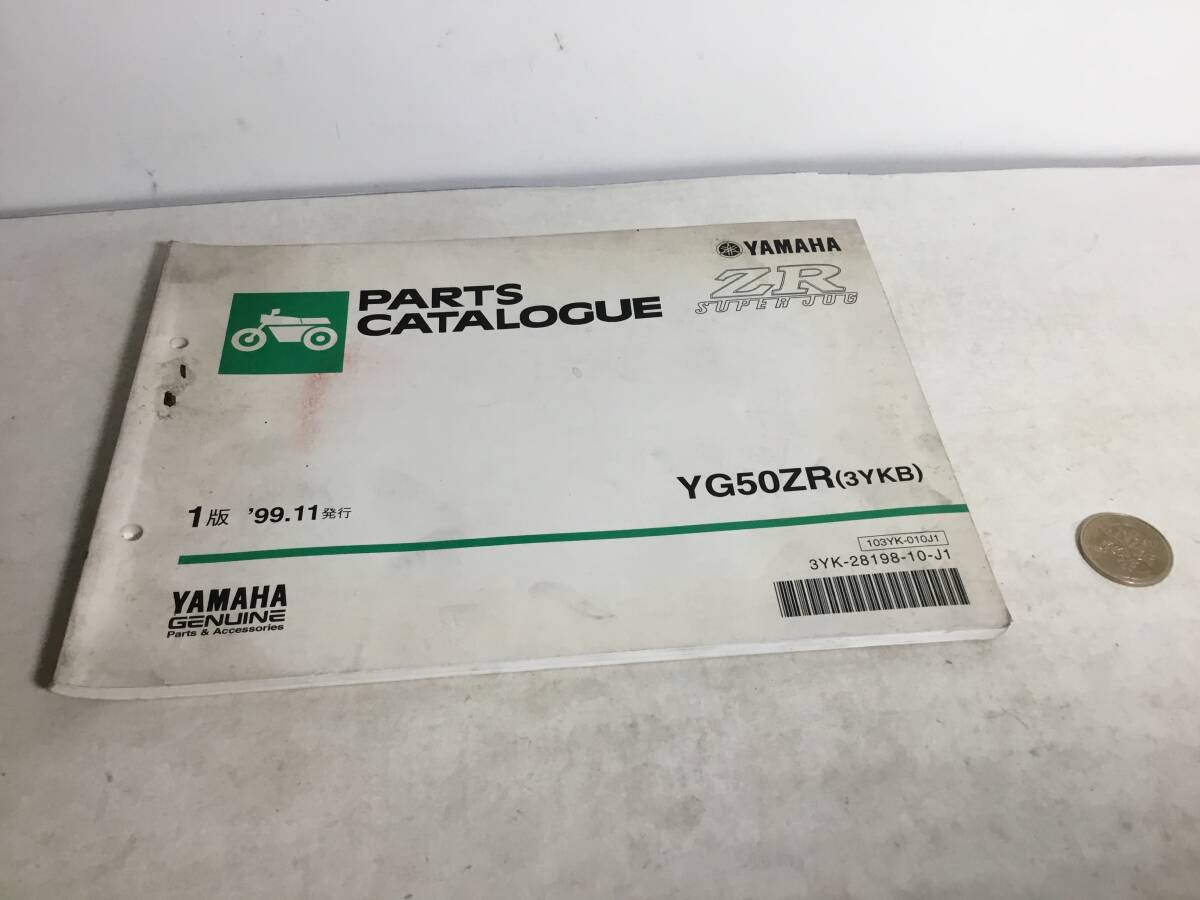 YAMAHA
ZR
SUPER JOG
PARTS
CATALOGUE
YG50ZR(3YKB)
1版 '99.11発行
103YK-010J1
3YK-28198-10-J1
YAMAHA
GENUINE
Parts & Accessories